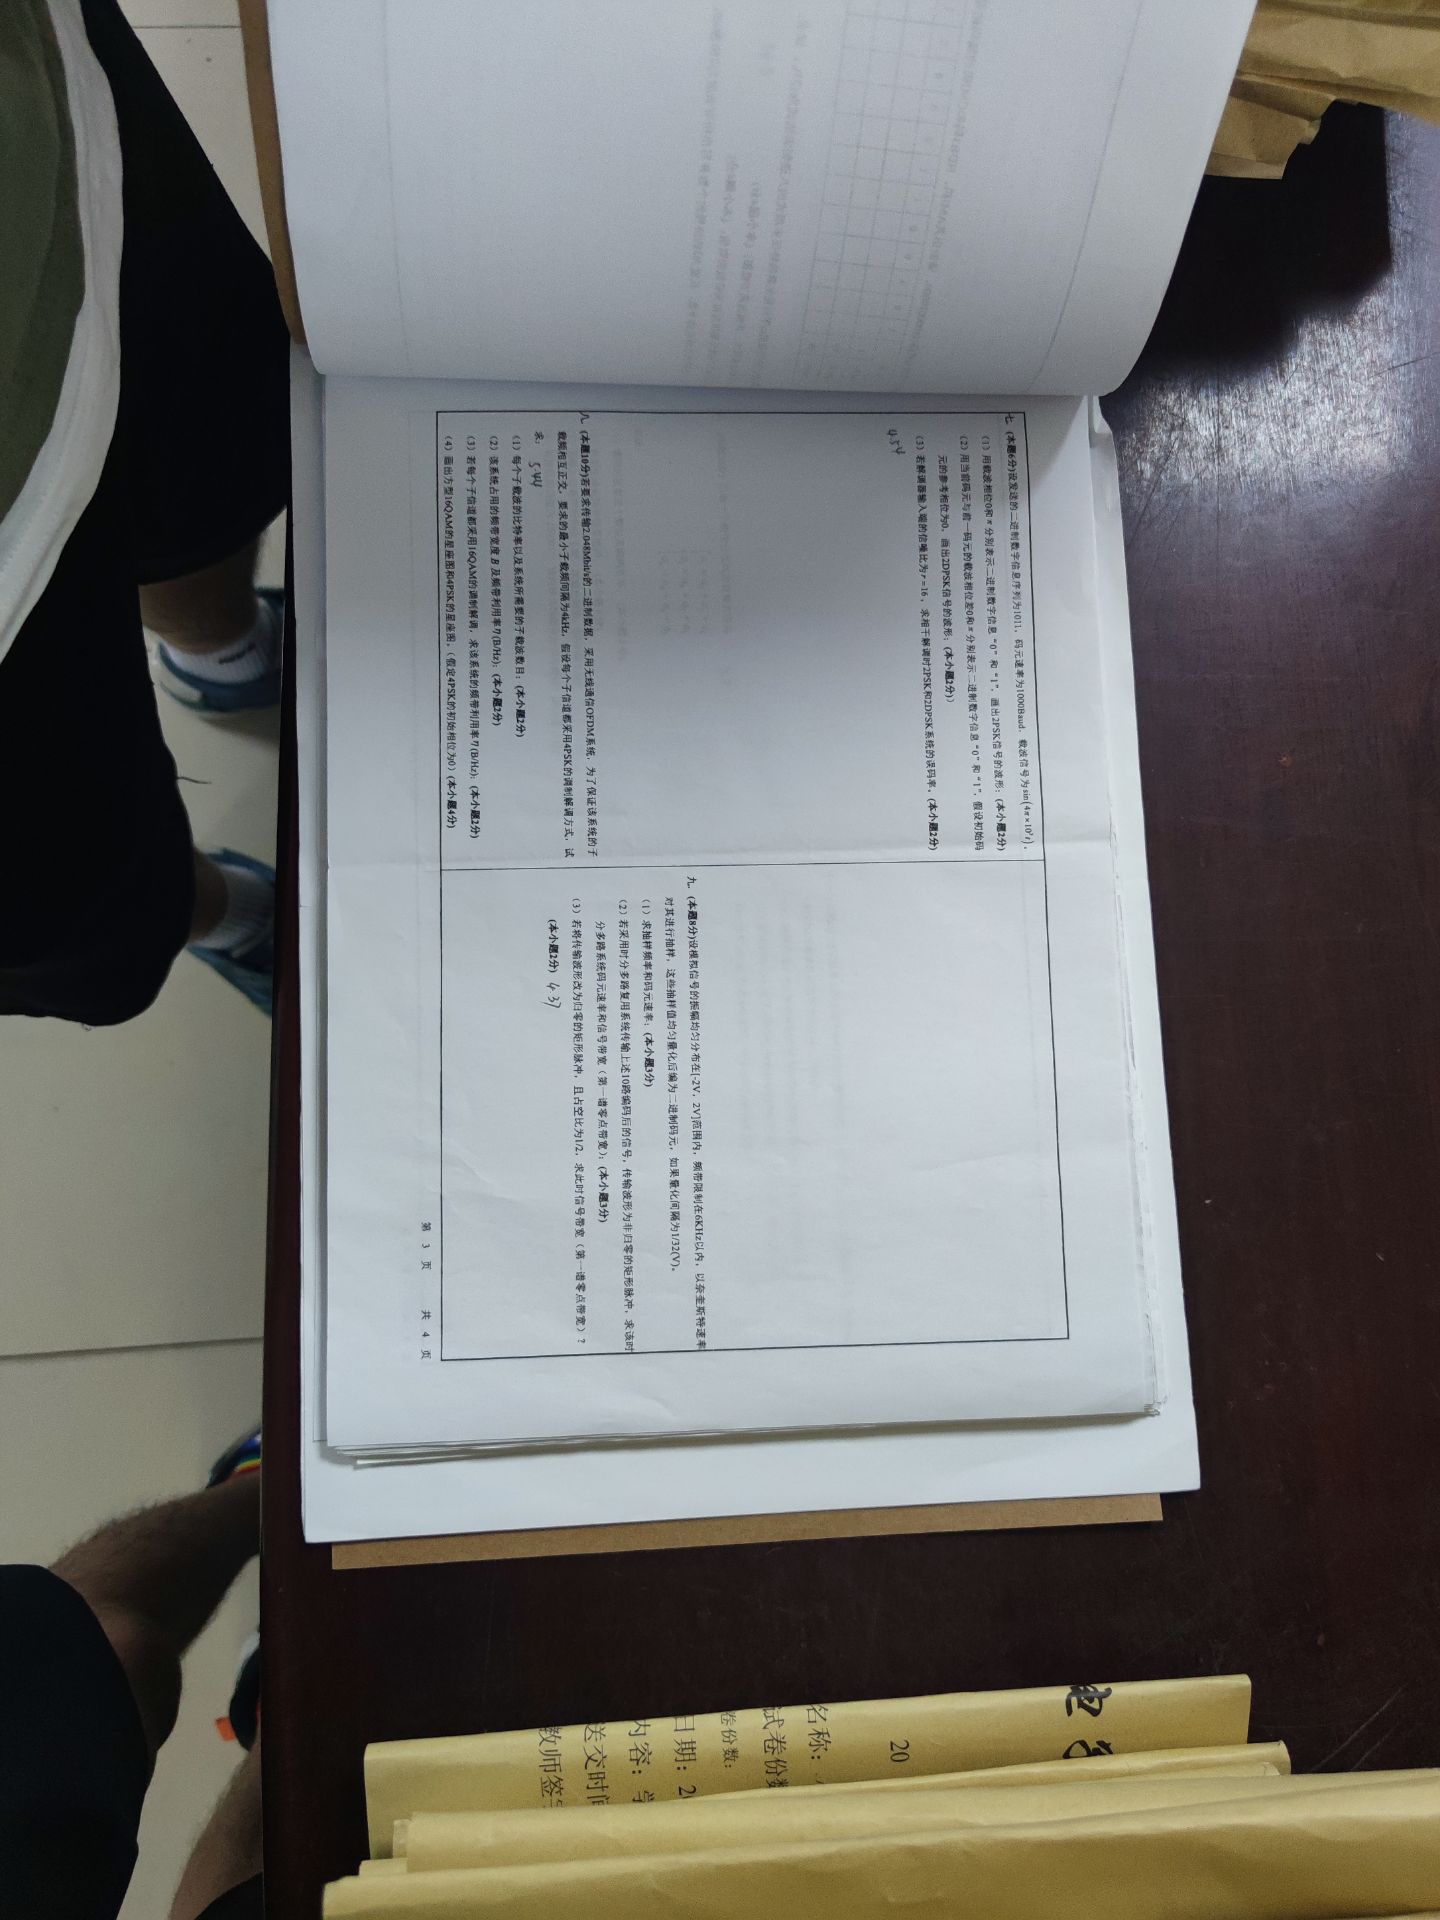 七. (本题6分)设发送的二进制数字信息序列为1011，码元速率为1000Baud，载波信号为sin(4π×10³t)，
（1）用载波相位0和π分别表示二进制数字信息“0”和“1”，画出2PSK信号的波形；(本小题2分)
（2）用当前码元与前一码元的载波相位差0和π分别表示二进制数字信息“0”和“1”，假设初始码
元的参考相位为0，画出2DPSK信号的波形；(本小题2分)）
（3）若解调器输入端的信噪比为r=16，求相干解调时2PSK和2DPSK系统的误码率。(本小题2分)
4.54
八. (本题10分)若要求传输2.048Mbit/s的二进制数据，采用无线通信OFDM系统，为了保证该系统的子
载频相互正交，要求的最小子载频间隔为4kHz，假设每个子信道都采用4PSK的调制解调方式，试
求： 5.44
（1）每个子载波的比特率以及系统所需要的子载波数目；(本小题2分)
（2）该系统占用的频带宽度B及频带利用率η(B/Hz)；(本小题2分)
（3）若每个子信道都采用16QAM的调制解调，求该系统的频带利用率η(B/Hz)；(本小题2分)
（4）画出方型16QAM的星座图和4PSK的星座图。（假定4PSK的初始相位为0）(本小题4分)
九. (本题8分)设模拟信号的振幅均匀分布在[-2V，2V]范围内，频带限制在6KHz以内，以奈奎斯特速率
对其进行抽样，这些抽样值均匀量化后编为二进制码元，如果量化间隔为1/32(V)。
（1）求抽样频率和码元速率；(本小题3分)
（2）若采用时分多路复用系统传输上述10路编码后的信号，传输波形为非归零的矩形脉冲，求该时
分多路系统码元速率和信号带宽（第一谱零点带宽）；(本小题3分)
（3）若将传输波形改为归零的矩形脉冲，且占空比为1/2，求此时信号带宽（第一谱零点带宽）？
(本小题2分) 4.37
第 3 页 共 4 页
电
20
名称：
试卷份数
卷份数：
日期：20
内容：学
送交时间
教师签字